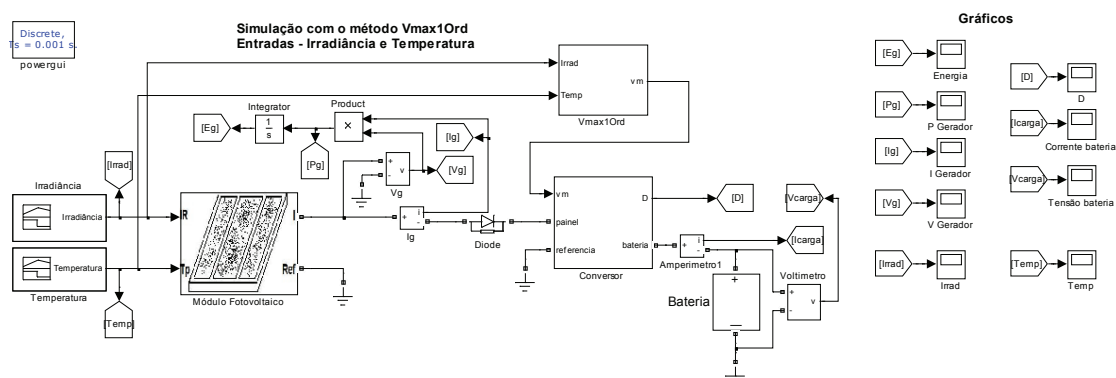 Discrete,
Ts = 0.001 s.
powergui
Simulação com o método Vmax1Ord
Entradas - Irradiância e Temperatura
Gráficos
Irrad
Temp
vm
Vmax1Ord
Integrator
1
s
Product
×
[Eg]
[Pg]
[Ig]
[Vg]
+
-
v
Vg
[Irrad]
Irradiância
Irradiância
Temperatura
Temperatura
[Temp]
R
Tp
I
Ref
Módulo Fotovoltaico
+
-
i
Ig
Diode
vm
painel
referencia
D
bateria
Conversor
[D]
[Vcarga]
[Icarga]
+
-
i
Amperimetro1
Bateria
+
Voltimetro
+
-
v
[Eg]
Energia
[Pg]
P Gerador
[Ig]
I Gerador
[Vg]
V Gerador
[Irrad]
Irrad
[D]
D
[Icarga]
Corrente bateria
[Vcarga]
Tensão bateria
[Temp]
Temp